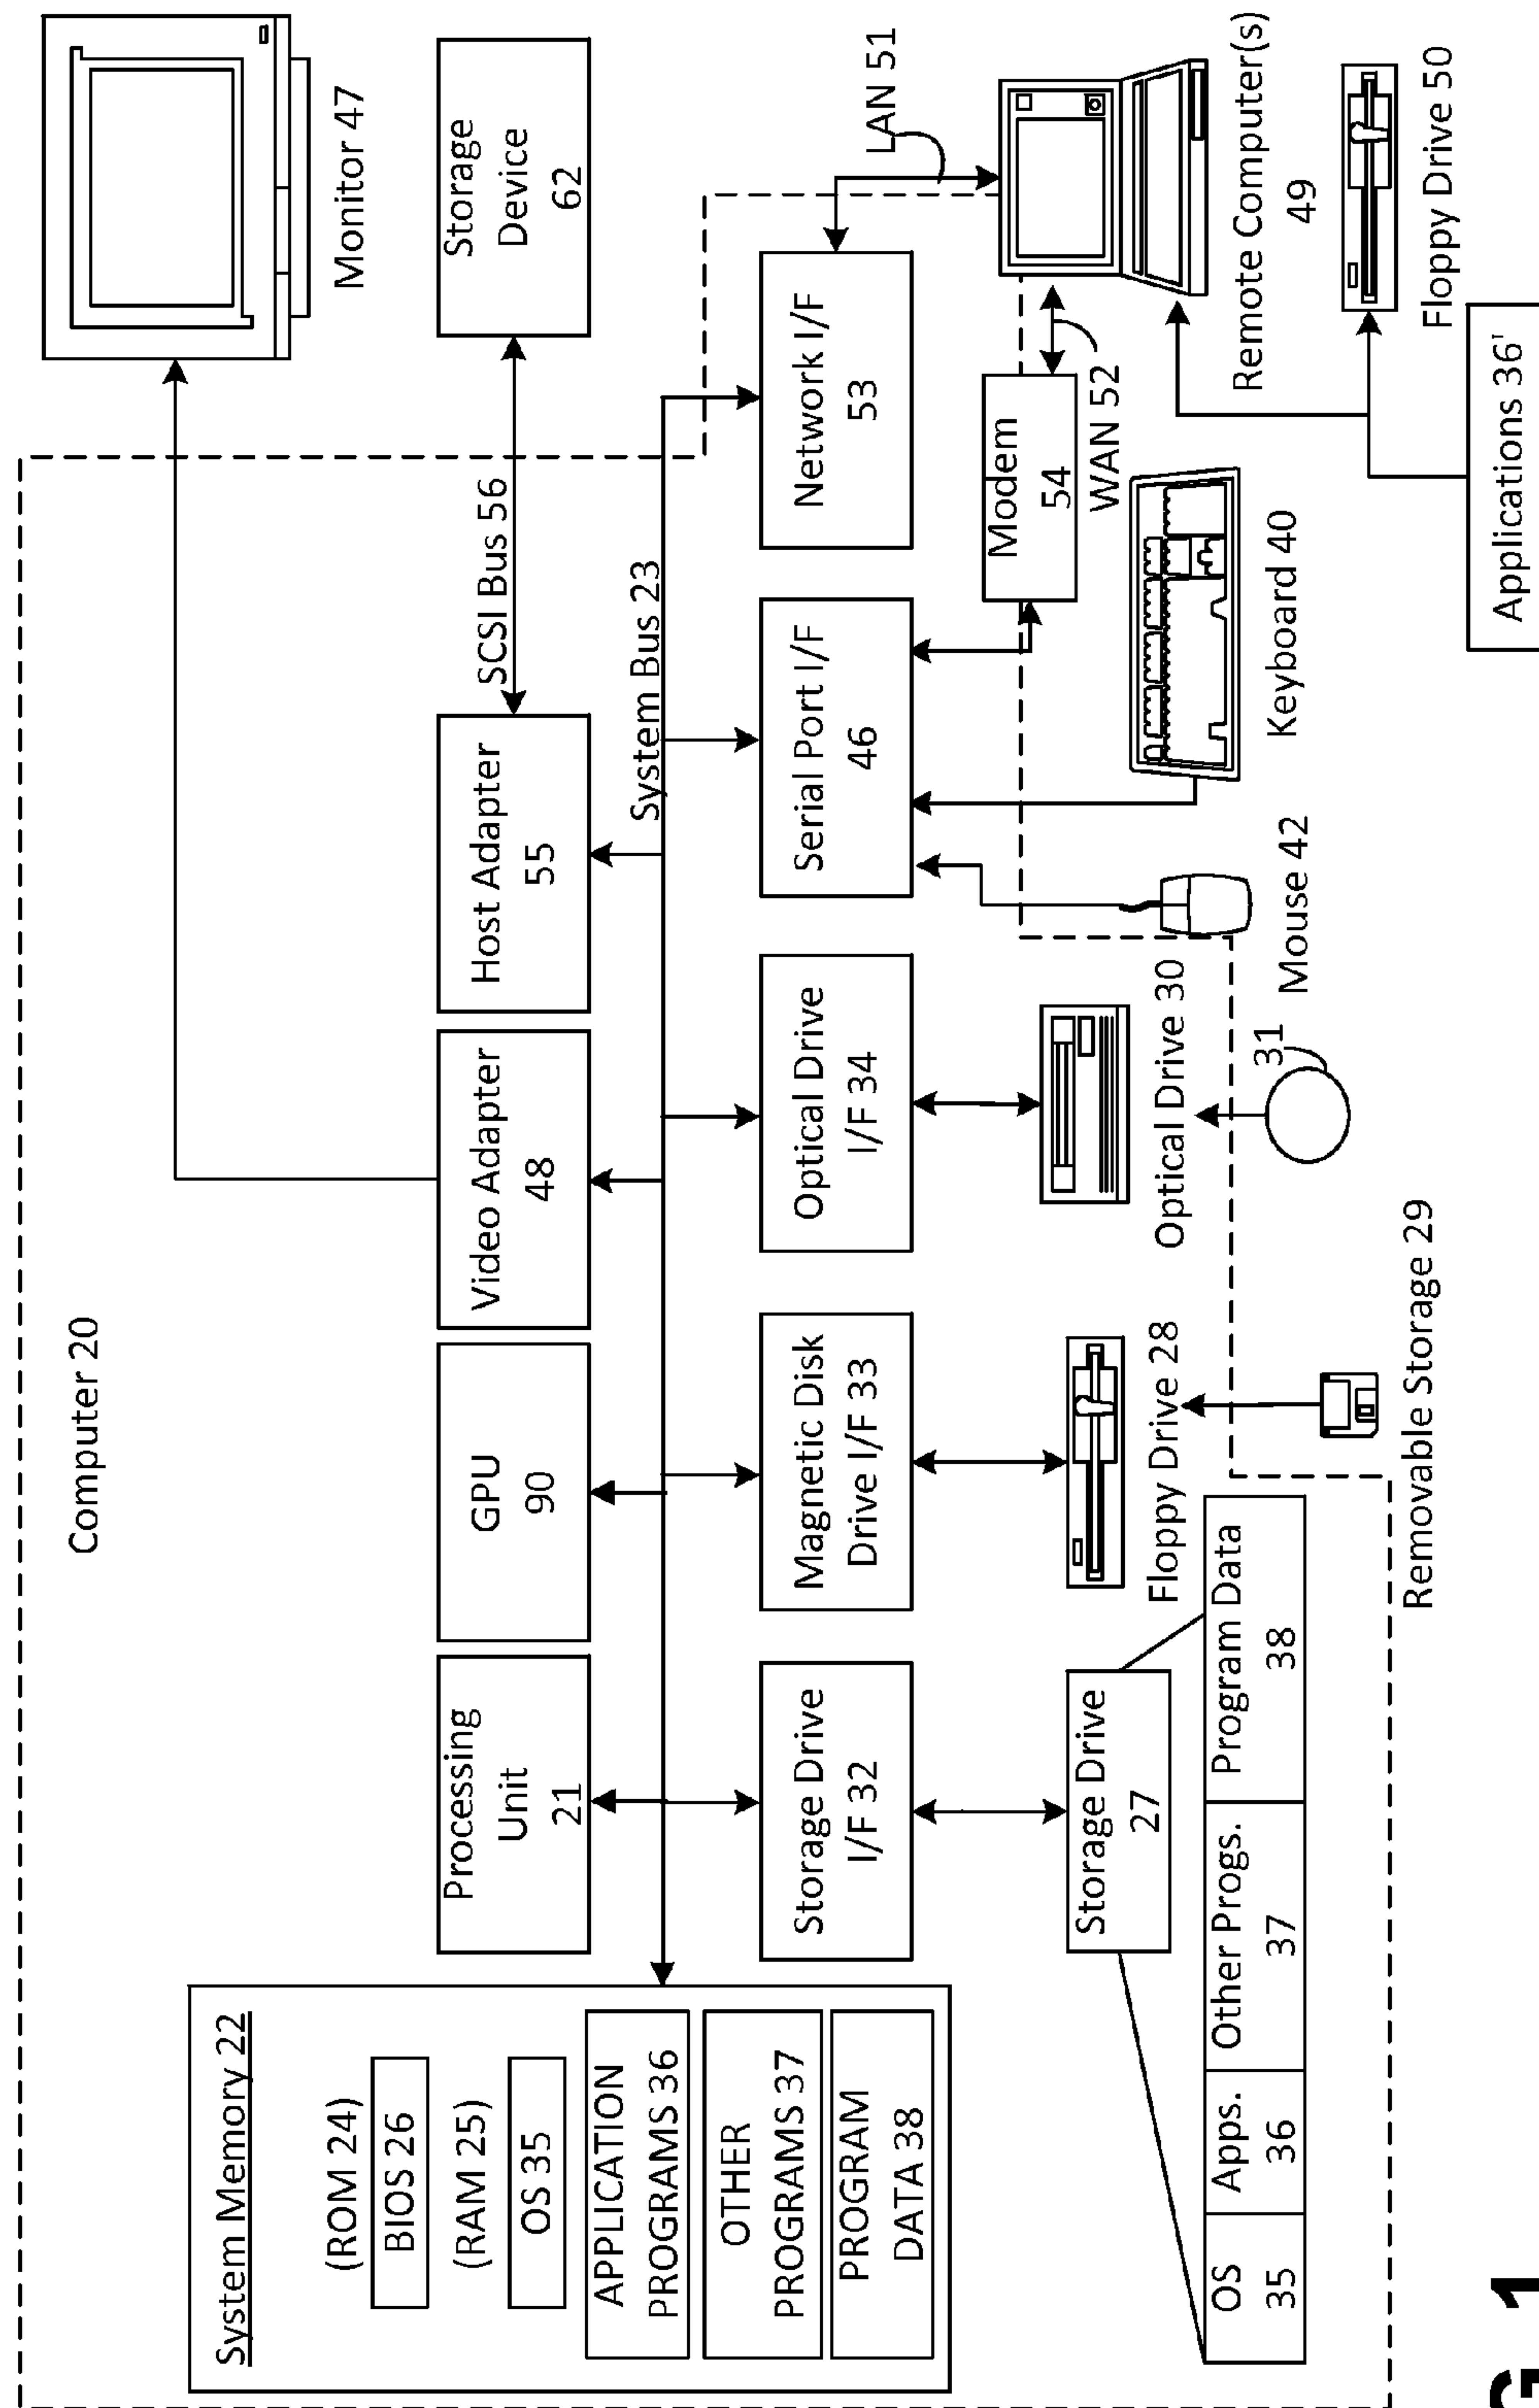 Computer 20
System Memory 22
(ROM 24)
BIOS 26
(RAM 25)
OS 35
APPLICATION
PROGRAMS 36
OTHER
PROGRAMS 37
PROGRAM
DATA 38
Processing
Unit
21
GPU
90
Video Adapter
48
Host Adapter
55
SCSI Bus 56
Storage
Device
62
Monitor 47
System Bus 23
Storage Drive
I/F 32
Magnetic Disk
Drive I/F 33
Optical Drive
I/F 34
Serial Port I/F
46
Network I/F
53
LAN 51
Storage Drive
27
Floppy Drive 28
Optical Drive 30
31
Mouse 42
Keyboard 40
Modem
54
WAN 52
Remote Computer(s)
49
Floppy Drive 50
Applications 36'
OS
35
Apps.
36
Other Progs.
37
Program Data
38
Removable Storage 29
G 1